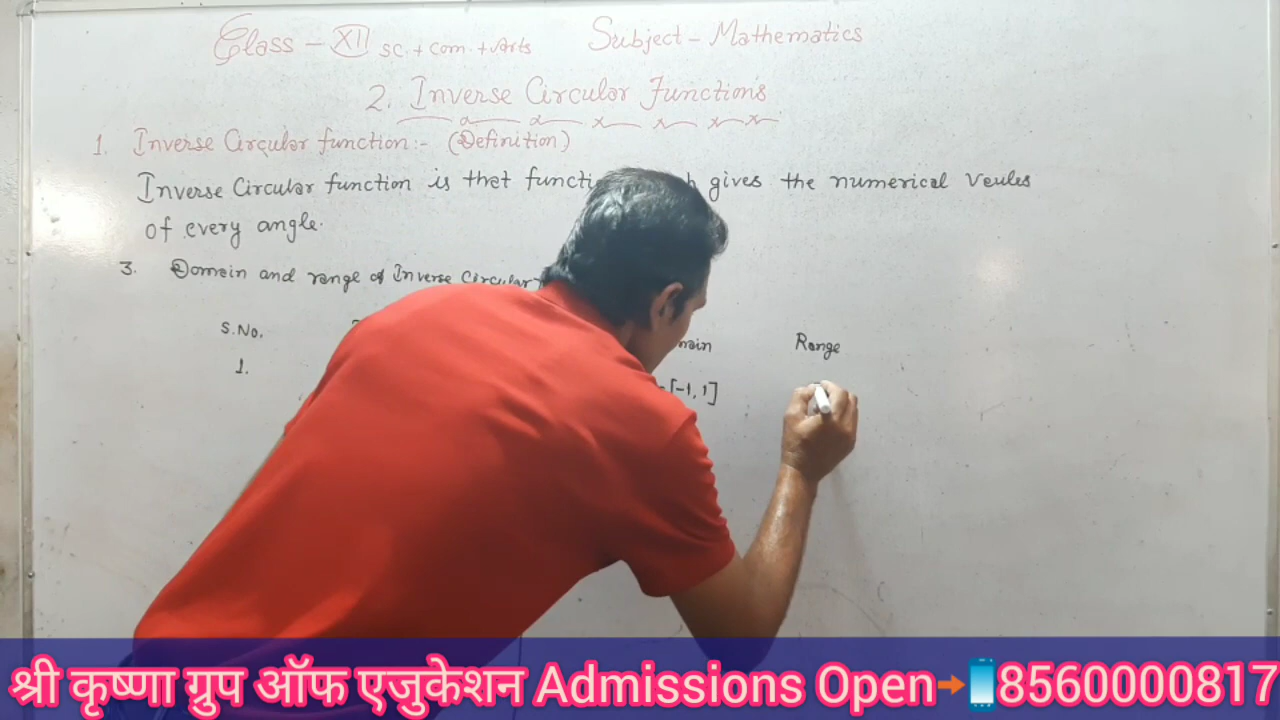 Class - XII Sc. + Com. + Arts Subject - Mathematics
2. Inverse Circular Functions
1. Inverse Circular function :- (Definition)
Inverse Circular function is that gives the numerical Veules
of every angle.
3. Domain and range of Inverse Circular
S.No. Range
1. [-1, 1]
श्री कृष्णा ग्रुप ऑफ एजुकेशन Admissions Open 8560000817